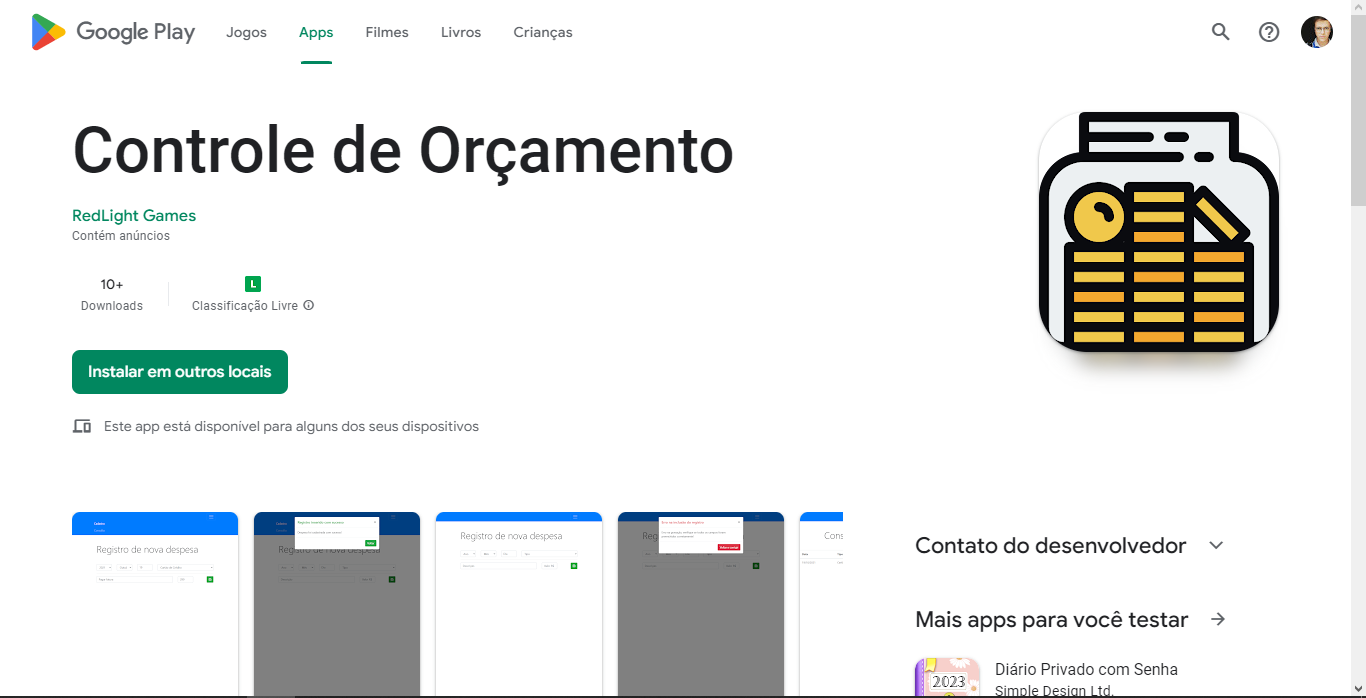 Google Play
Jogos
Apps
Filmes
Livros
Crianças
Controle de Orçamento
RedLight Games
Contém anúncios
10+
Downloads
L
Classificação Livre
Instalar em outros locais
Este app está disponível para alguns dos seus dispositivos
Registro de nova despesa
Registro de nova despesa
Registro de nova despesa
Cons
Contato do desenvolvedor
Mais apps para você testar
2023
Diário Privado com Senha
Simple Design Ltd.